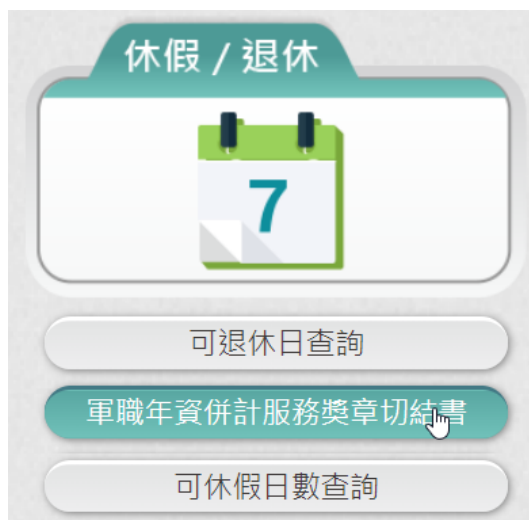 休假 / 退休
7
可退休日查詢
軍職年資併計服務獎章切結書
可休假日數查詢